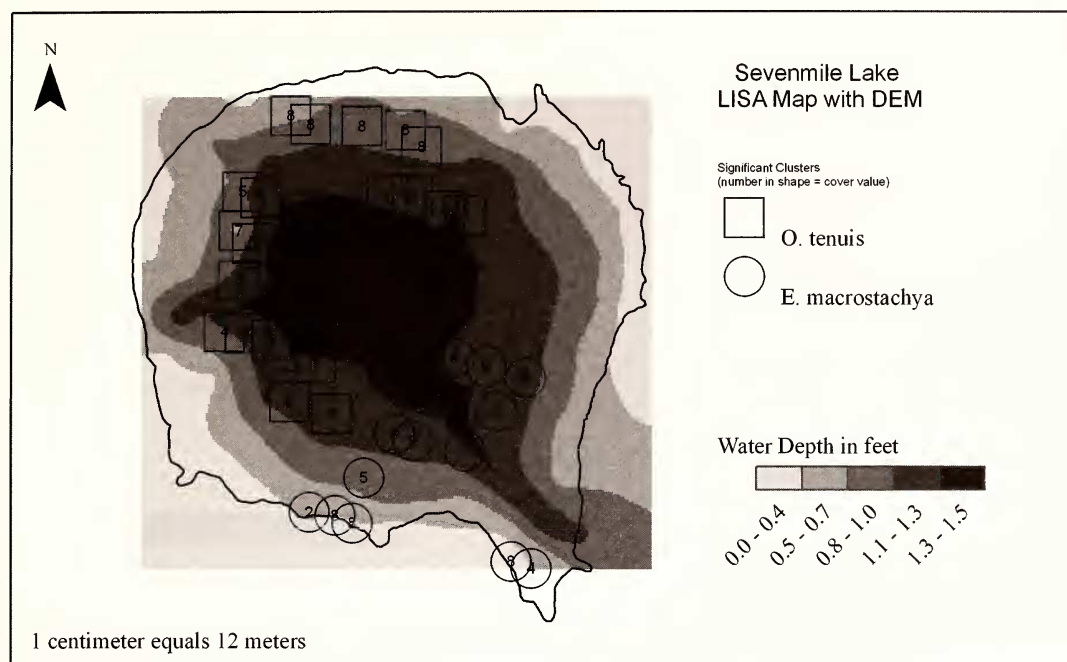 N
Sevenmile Lake
LISA Map with DEM
Significant Clusters
(number in shape = cover value)
O. tenuis
E. macrostachya
8
8
8
8
5
7
4
5
2
8
8
8
4
Water Depth in feet
0.0 - 0.4
0.5 - 0.7
0.8 - 1.0
1.1 - 1.3
1.3 - 1.5
1 centimeter equals 12 meters